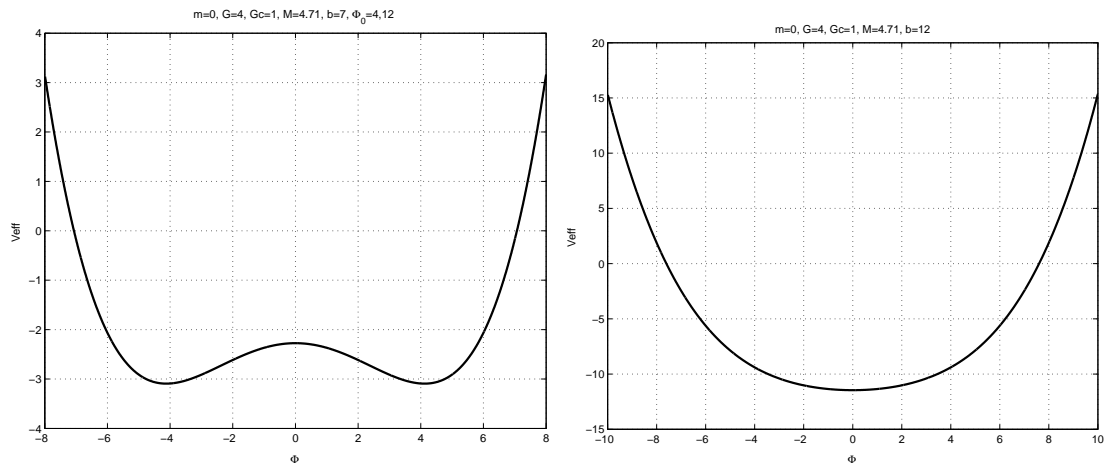 m=0, G=4, Gc=1, M=4.71, b=7, Φ0=4,12
4
3
2
1
0
−1
−2
−3
−4
Veff
−8 −6 −4 −2 0 2 4 6 8
Φ
m=0, G=4, Gc=1, M=4.71, b=12
20
15
10
5
0
−5
−10
−15
Veff
−10 −8 −6 −4 −2 0 2 4 6 8 10
Φ